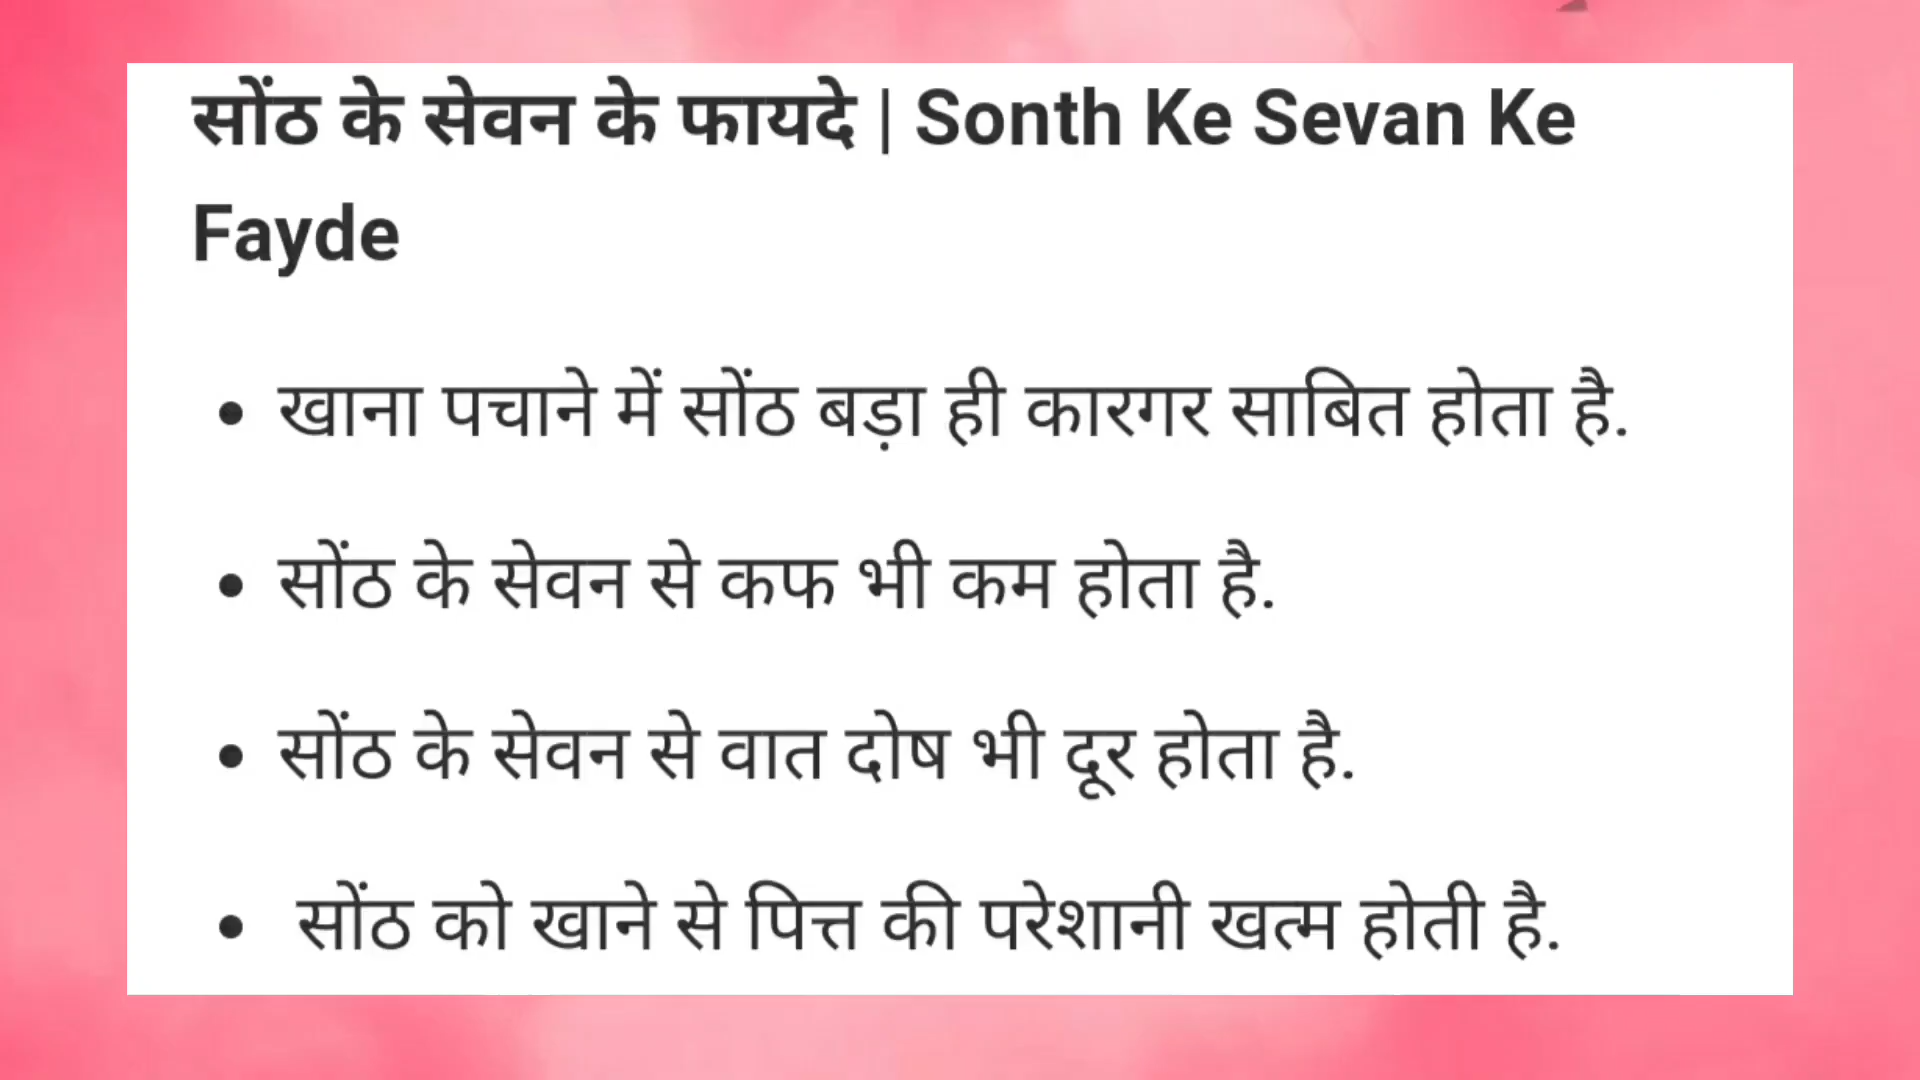 सोंठ के सेवन के फायदे | Sonth Ke Sevan Ke
Fayde
• खाना पचाने में सोंठ बड़ा ही कारगर साबित होता है.
• सोंठ के सेवन से कफ भी कम होता है.
• सोंठ के सेवन से वात दोष भी दूर होता है.
• सोंठ को खाने से पित्त की परेशानी खत्म होती है.